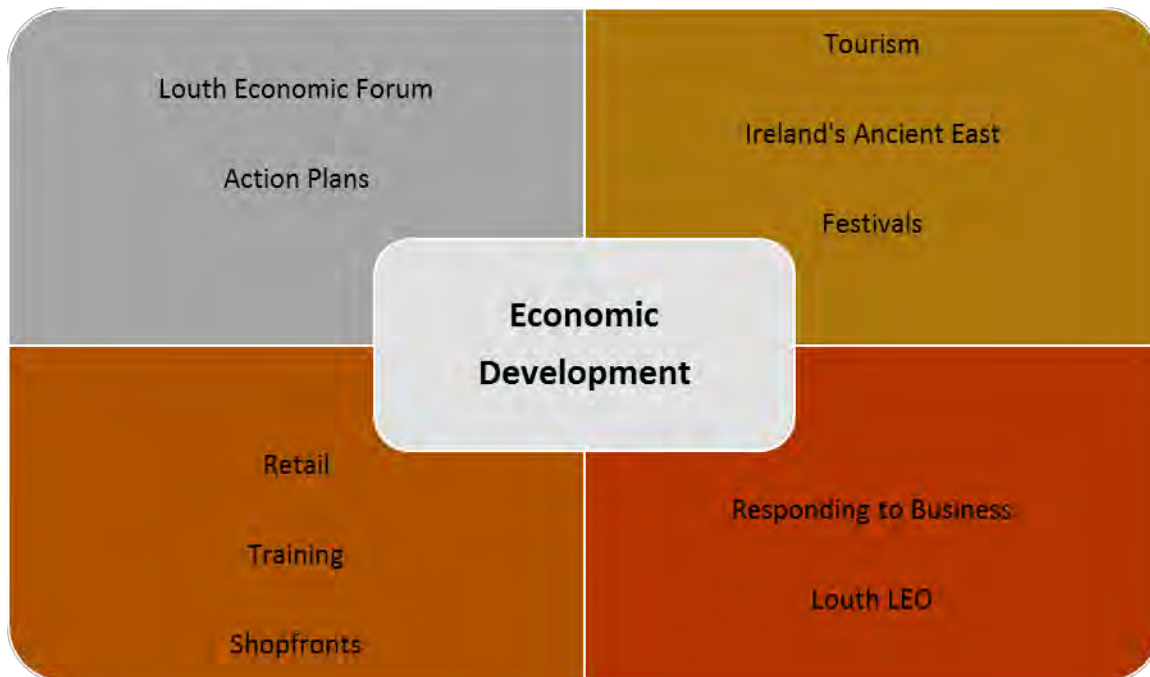 Louth Economic Forum
Action Plans
Tourism
Ireland's Ancient East
Festivals
Economic
Development
Retail
Training
Shopfronts
Responding to Business
Louth LEO